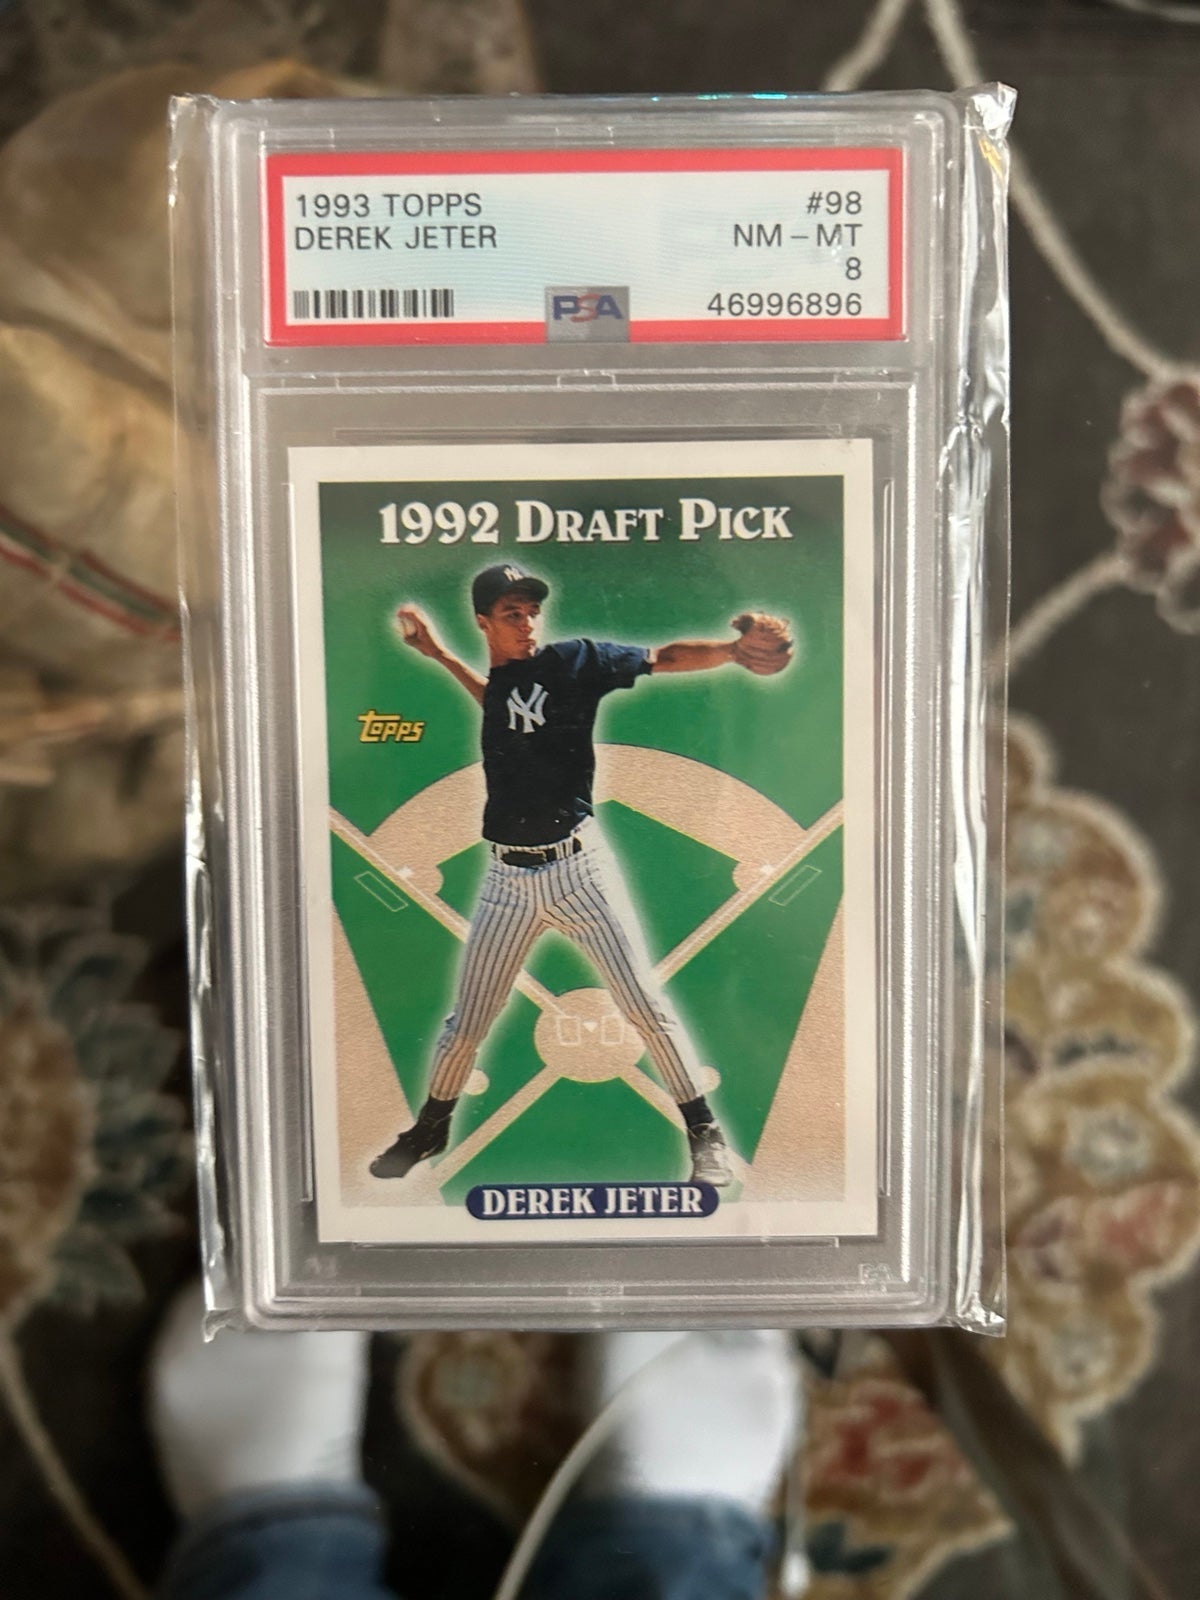 1993 TOPPS #98
DEREK JETER NM - MT
8
PSA 46996896
1992 DRAFT PICK
NY
TOPPS
NY
DEREK JETER